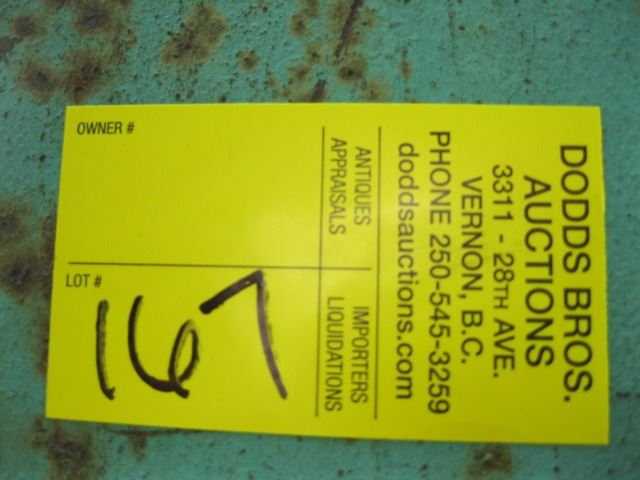 DODDS BROS.
AUCTIONS
3311 - 28TH AVE.
VERNON, B.C.
PHONE 250-545-3259
doddsauctions.com
ANTIQUES IMPORTERS
APPRAISALS LIQUIDATIONS
OWNER #
LOT #
167